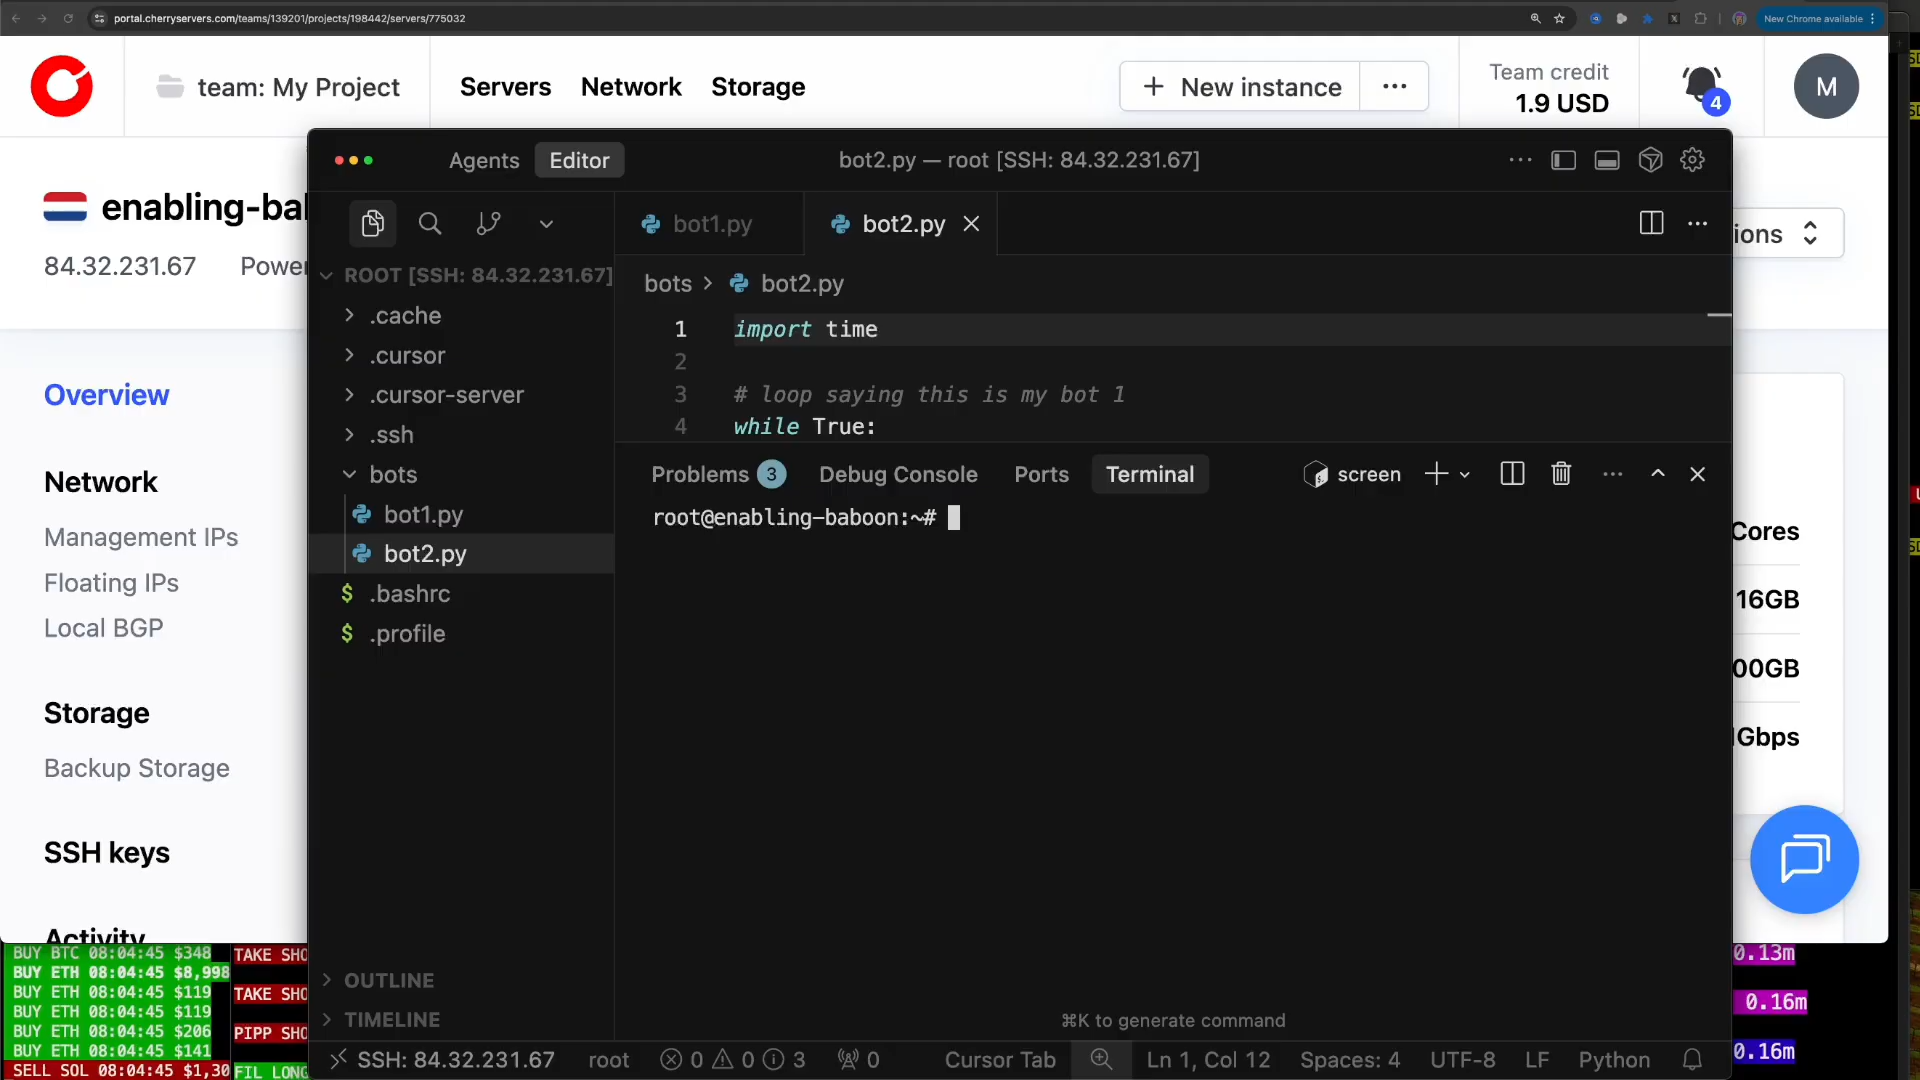 portal.cherryservers.com/teams/139201/projects/198442/servers/775032
New Chrome available
team: My Project
Servers
Network
Storage
New instance
Team credit
1.9 USD
4
M
enabling-bal
84.32.231.67
Power
ions
Overview
Network
Management IPs
Floating IPs
Local BGP
Storage
Backup Storage
SSH keys
Activity
Cores
16GB
00GB
Gbps
Agents
Editor
bot2.py — root [SSH: 84.32.231.67]
bot1.py
bot2.py
ROOT [SSH: 84.32.231.67]
.cache
.cursor
.cursor-server
.ssh
bots
bot1.py
bot2.py
$ .bashrc
$ .profile
OUTLINE
TIMELINE
bots > bot2.py
1 import time
2
3 # loop saying this is my bot 1
4 while True:
Problems 3
Debug Console
Ports
Terminal
screen
root@enabling-baboon:~#
⌘K to generate command
SSH: 84.32.231.67
root
0
0
3
0
Cursor Tab
Ln 1, Col 12
Spaces: 4
UTF-8
LF
Python
BUY BTC 08:04:45 $348
BUY ETH 08:04:45 $8,998
BUY ETH 08:04:45 $119
BUY ETH 08:04:45 $119
BUY ETH 08:04:45 $206
BUY ETH 08:04:45 $141
SELL SOL 08:04:45 $1,30
TAKE SHO
TAKE SHO
PIPP SHO
FIL LONG
0.13m
0.16m
0.16m